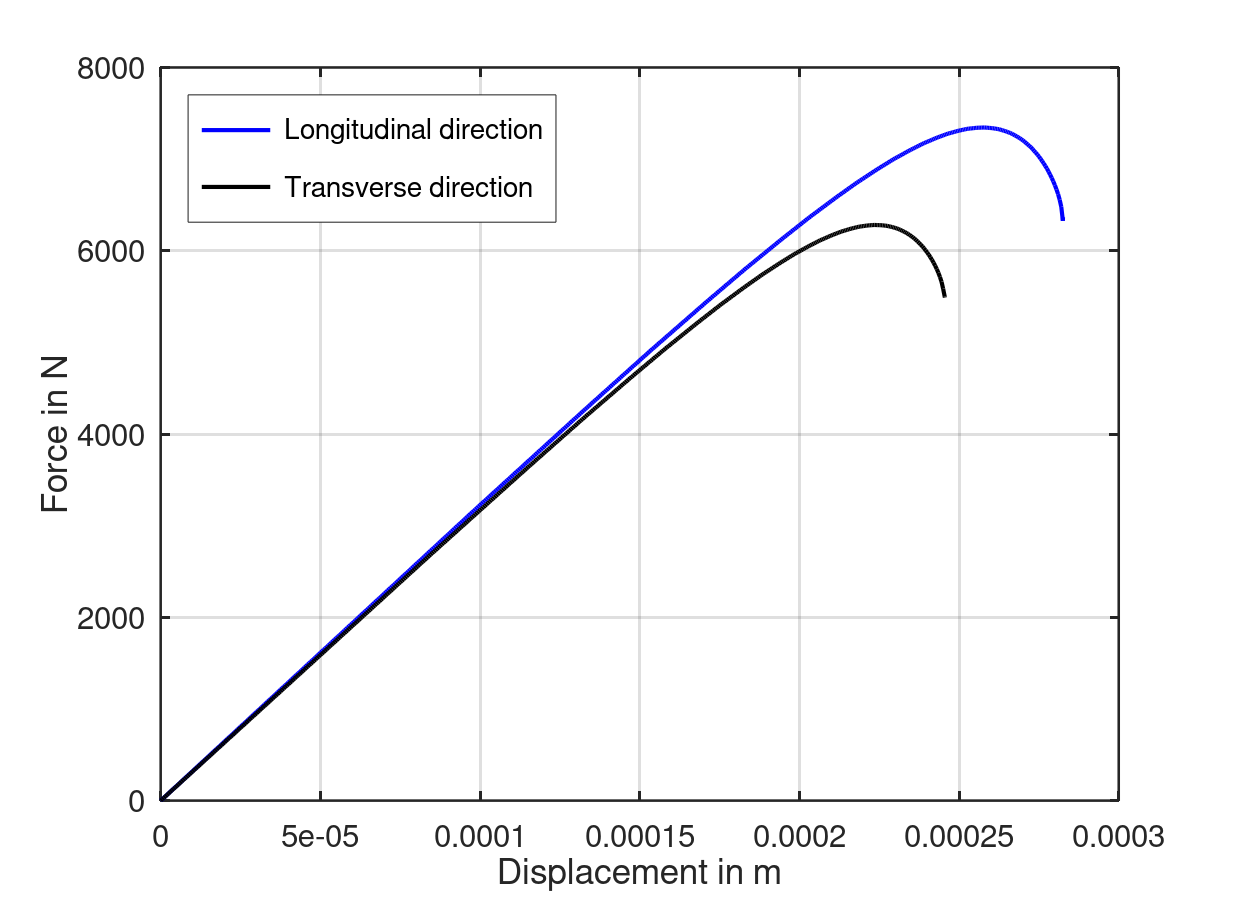 8000
6000
4000
2000
0
Force in N
Longitudinal direction
Transverse direction
0 5e-05 0.0001 0.00015 0.0002 0.00025 0.0003
Displacement in m